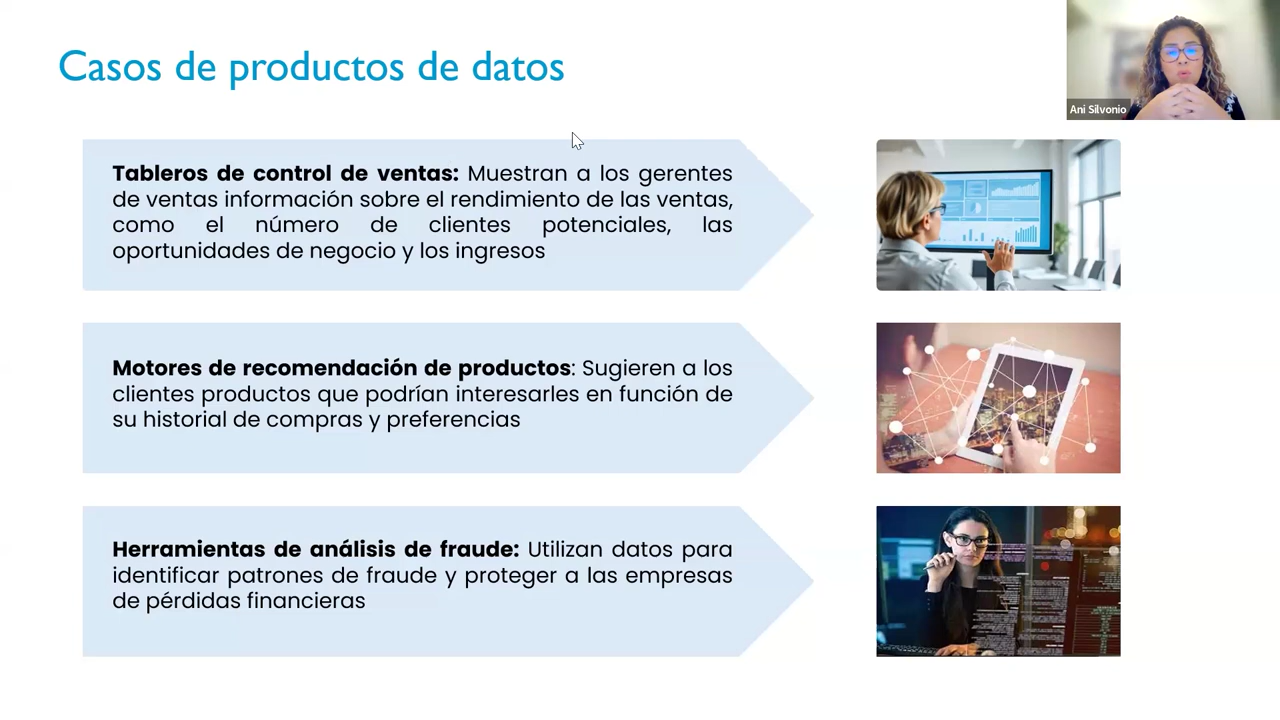 Casos de productos de datos
Ani Silvonio
Tableros de control de ventas: Muestran a los gerentes
de ventas información sobre el rendimiento de las ventas,
como el número de clientes potenciales, las
oportunidades de negocio y los ingresos
Motores de recomendación de productos: Sugieren a los
clientes productos que podrían interesarles en función de
su historial de compras y preferencias
Herramientas de análisis de fraude: Utilizan datos para
identificar patrones de fraude y proteger a las empresas
de pérdidas financieras